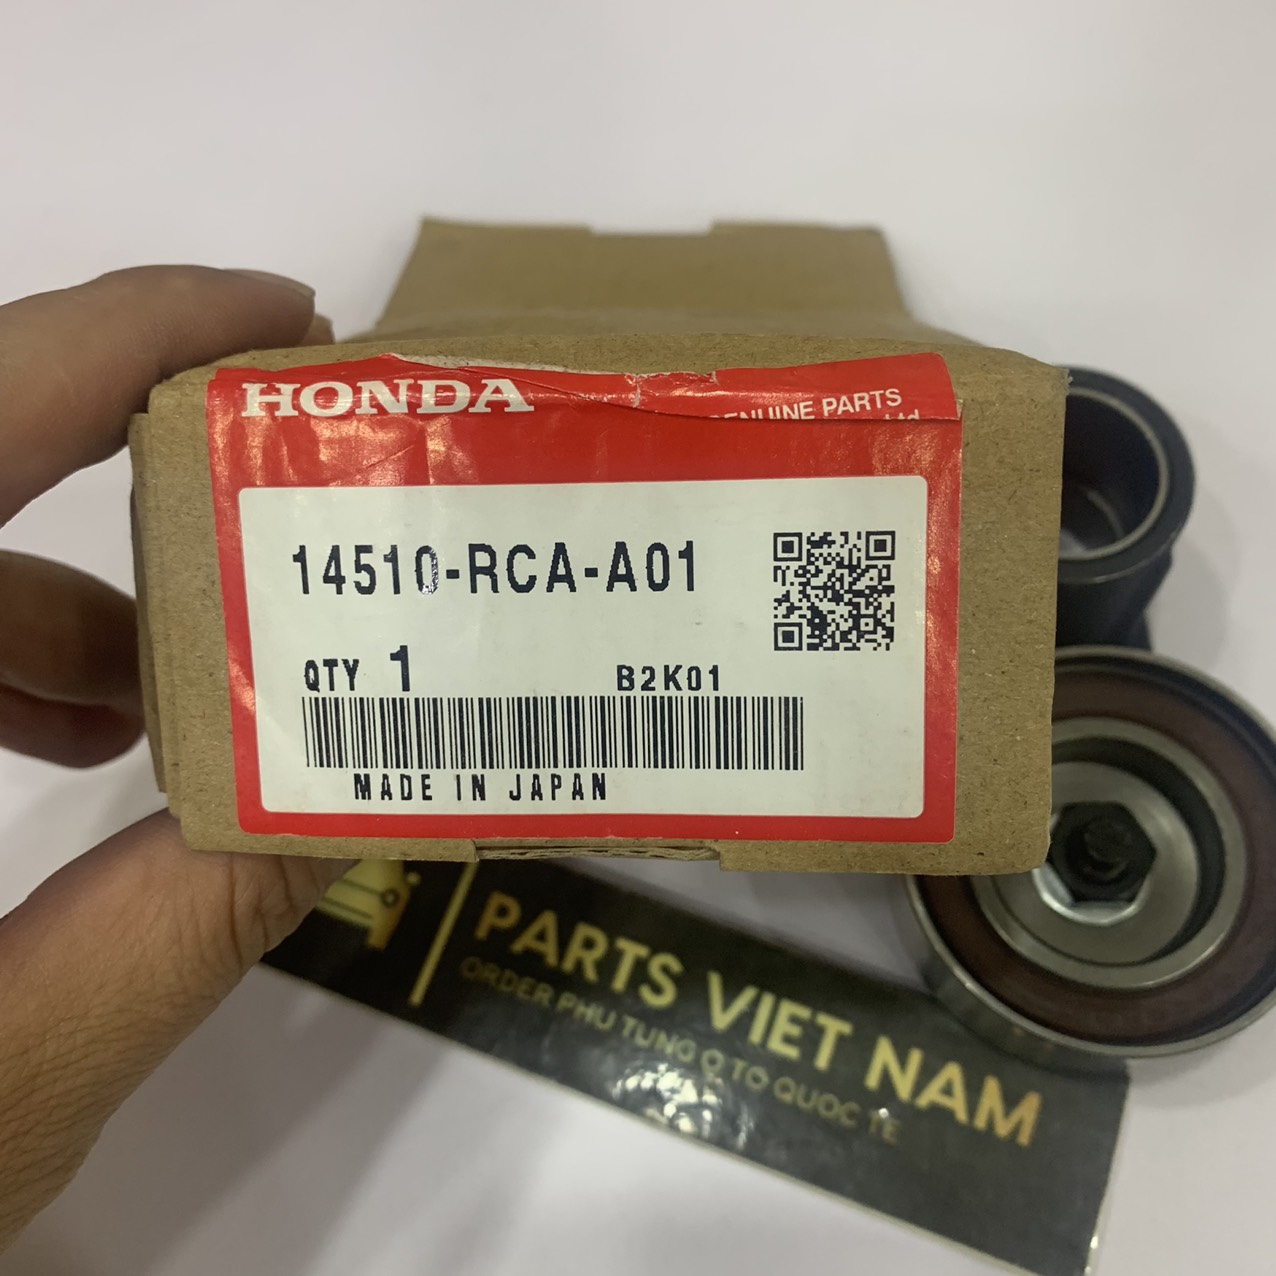 HONDA
GENUINE PARTS
14510-RCA-A01
QTY 1
B2K01
MADE IN JAPAN
PARTS VIET NAM
ORDER PHU TUNG O TO QUOC TE